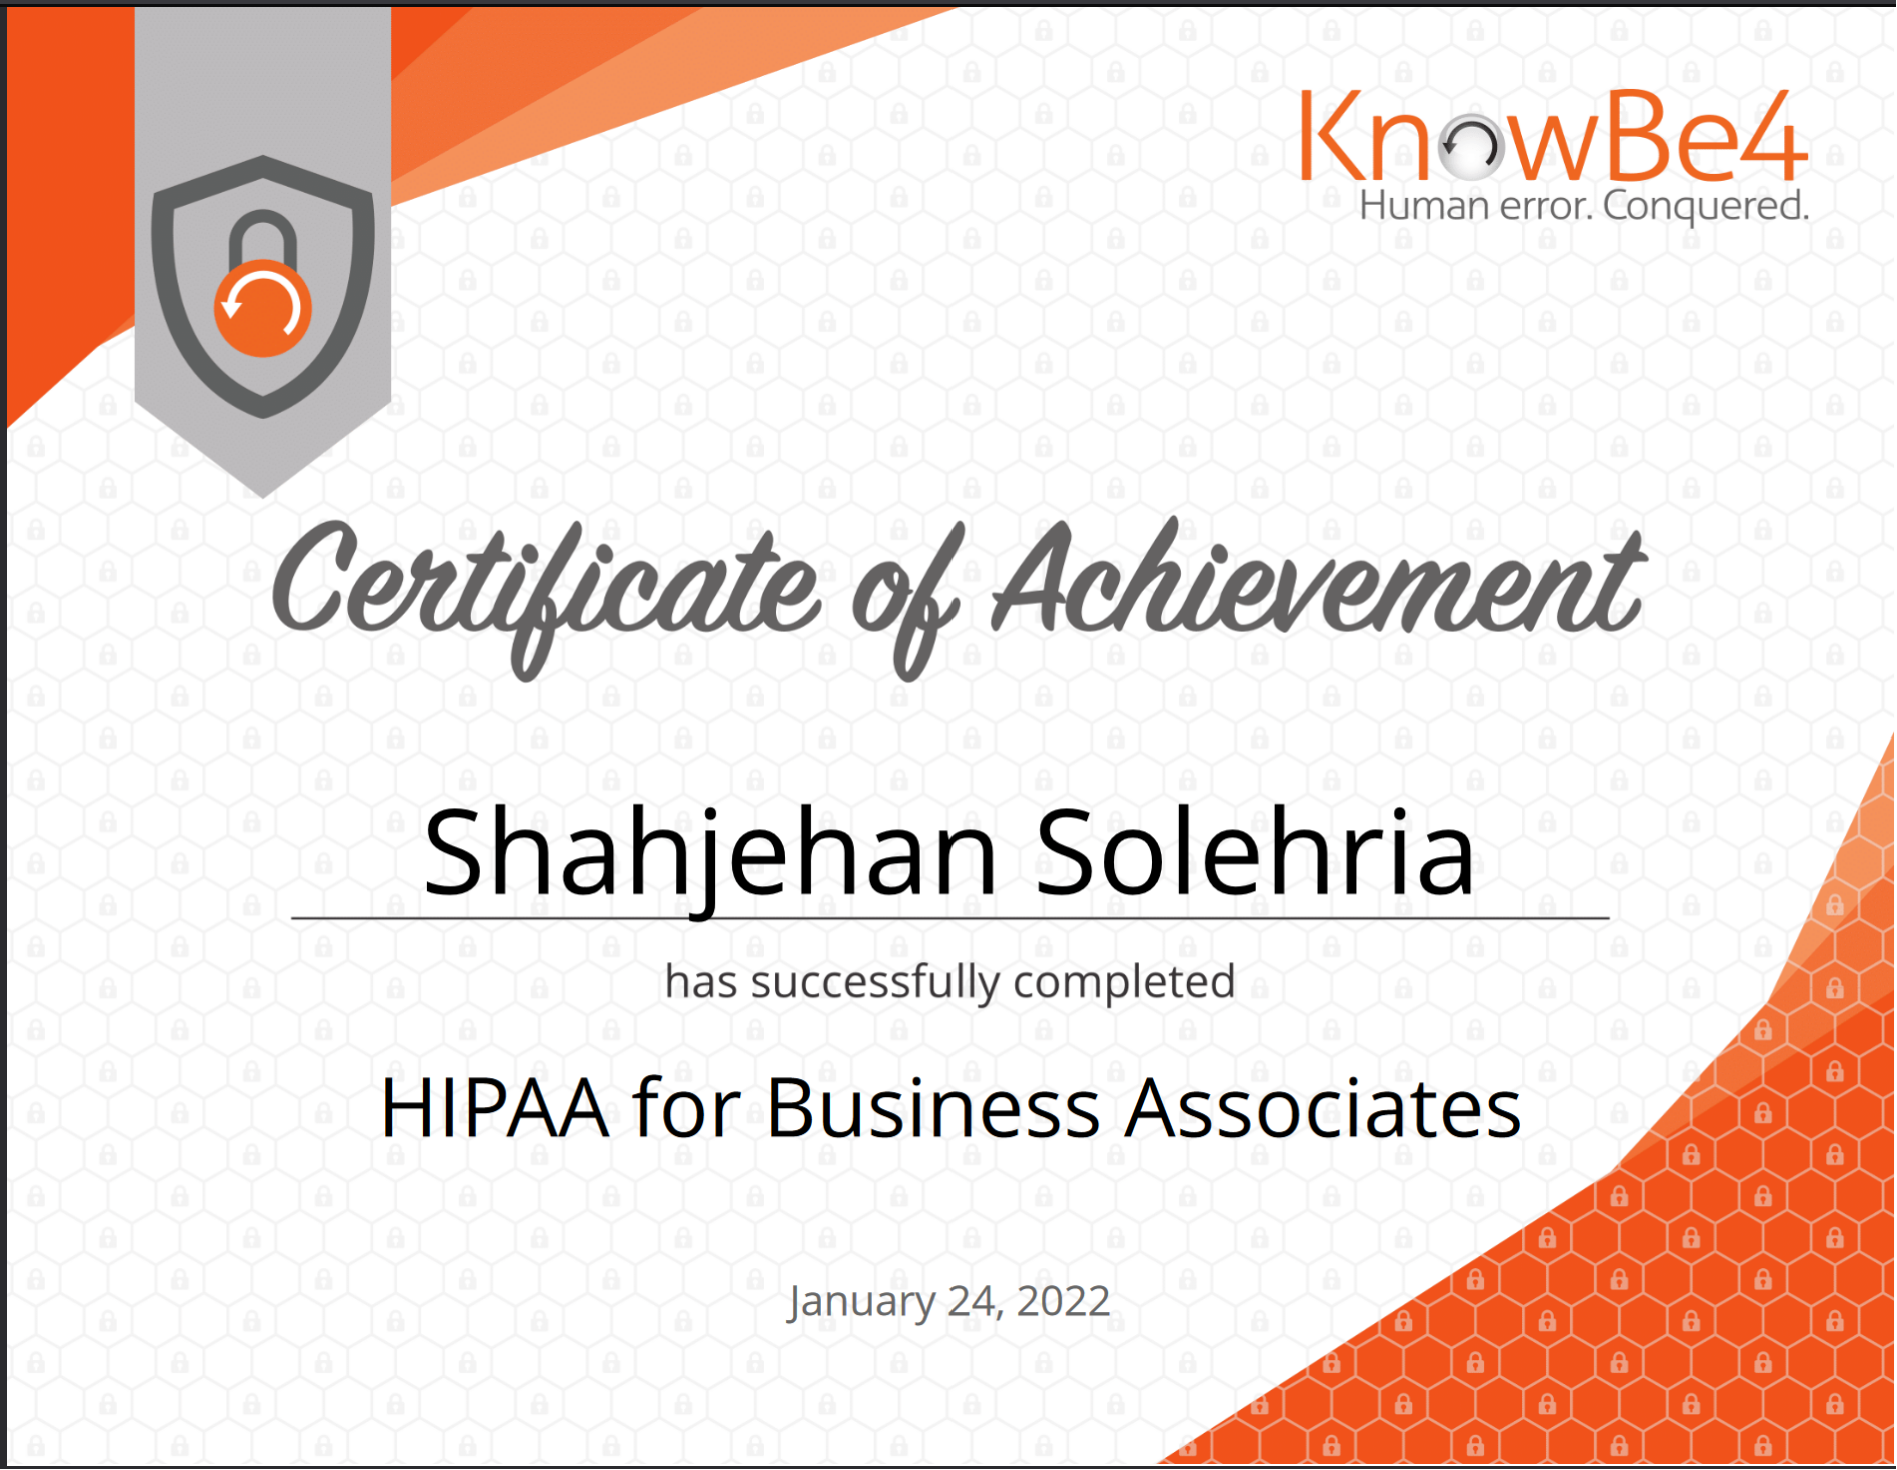 KnowBe4
Human error. Conquered.
Certificate of Achievement
Shahjehan Solehria
has successfully completed
HIPAA for Business Associates
January 24, 2022